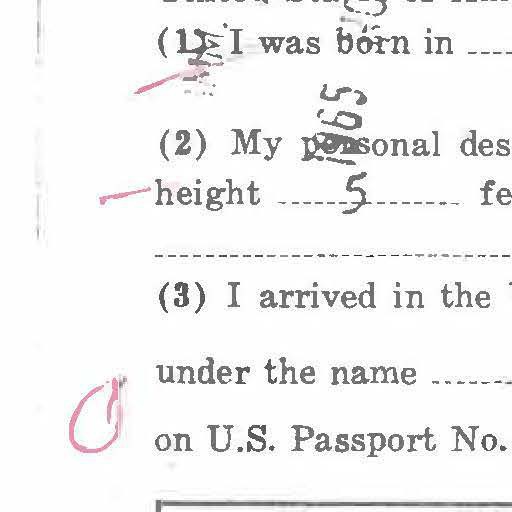 (1) I was born in
1965
(2) My personal des
height 5 fe
(3) I arrived in the
under the name
on U.S. Passport No.